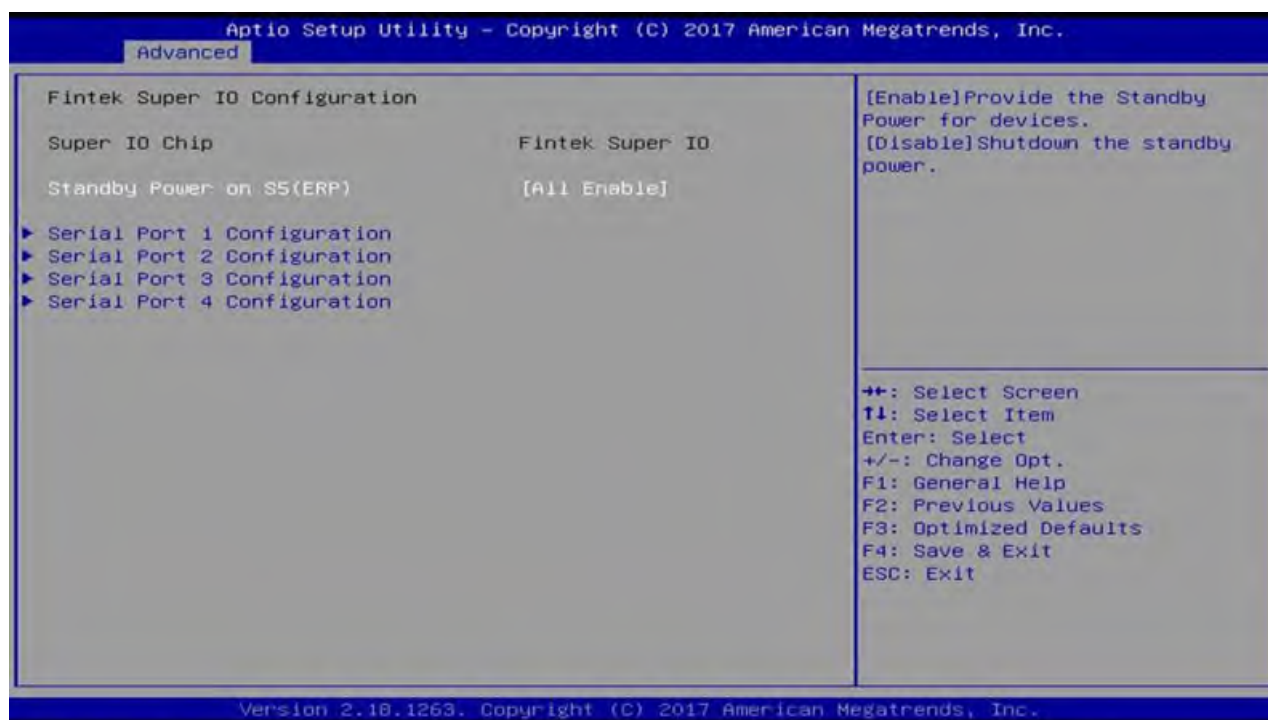 Aptio Setup Utility – Copyright (C) 2017 American Megatrends, Inc.
Advanced
Fintek Super IO Configuration
Super IO Chip Fintek Super IO
Standby Power on S5(ERP) [All Enable]
► Serial Port 1 Configuration
► Serial Port 2 Configuration
► Serial Port 3 Configuration
► Serial Port 4 Configuration
[Enable]Provide the Standby
Power for devices.
[Disable]Shutdown the standby
power.
→←: Select Screen
↑↓: Select Item
Enter: Select
+/-: Change Opt.
F1: General Help
F2: Previous Values
F3: Optimized Defaults
F4: Save & Exit
ESC: Exit
Version 2.18.1263. Copyright (C) 2017 American Megatrends, Inc.